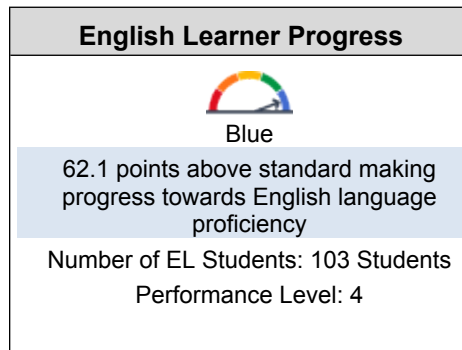 English Learner Progress
Blue
62.1 points above standard making
progress towards English language
proficiency
Number of EL Students: 103 Students
Performance Level: 4